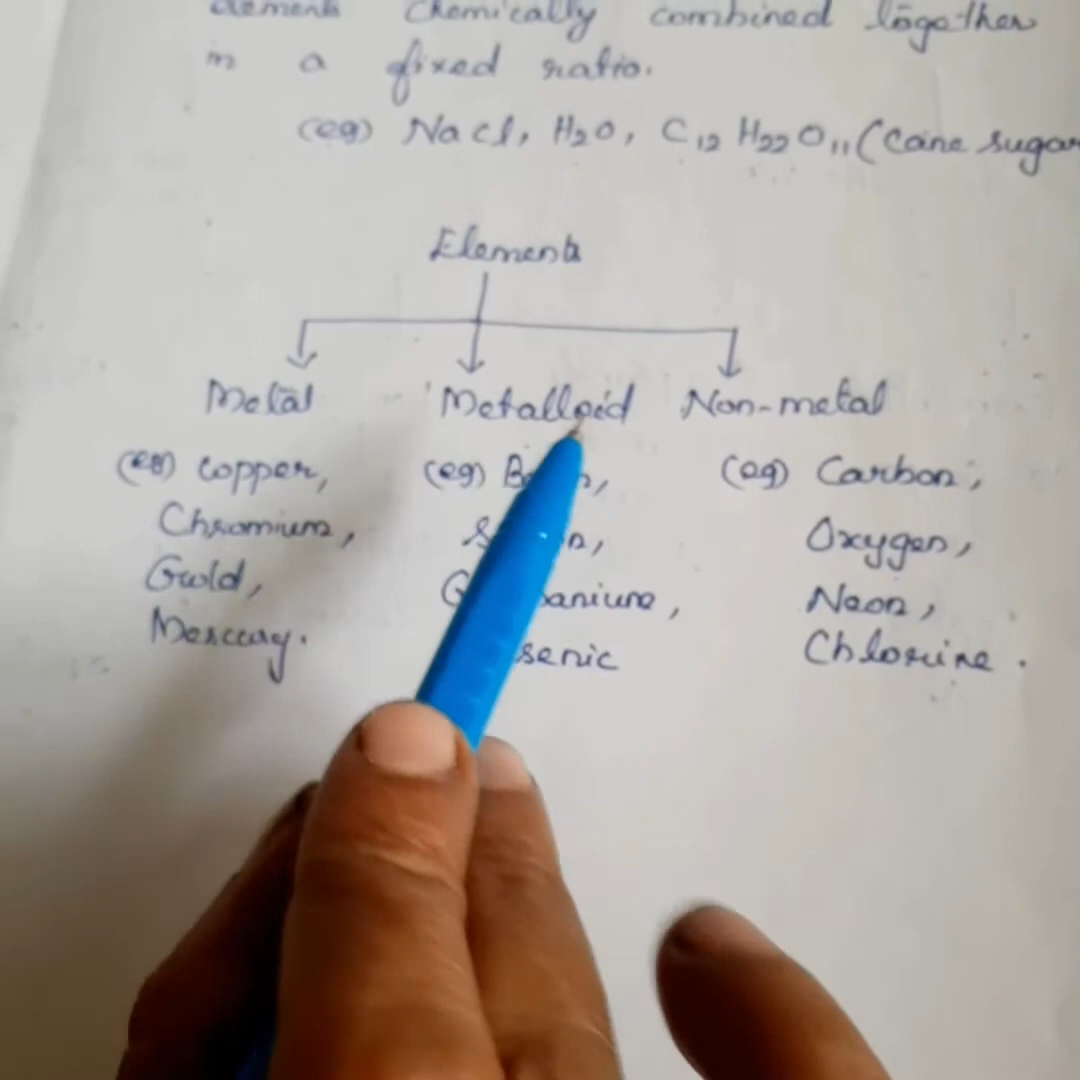 elements chemically combined together
in a fixed ratio.
(eg) NaCl, H2O, C12 H22 O11 (Cane sugar
Elements
Metal Metalloid Non-metal
(eg) Copper, (eg) Carbon,
Chromium, Oxygen,
Gold, Neon,
Mercury. Chlorine.